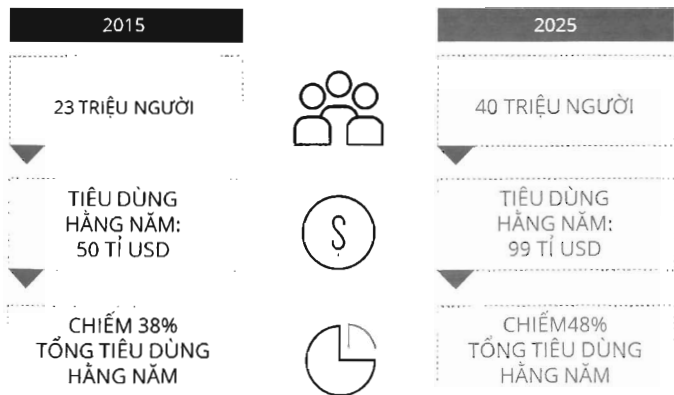 2015
23 TRIỆU NGƯỜI
TIÊU DÙNG
HẰNG NĂM:
50 TỈ USD
CHIẾM 38%
TỔNG TIÊU DÙNG
HẰNG NĂM
$
2025
40 TRIỆU NGƯỜI
TIÊU DÙNG
HẰNG NĂM:
99 TỈ USD
CHIẾM48%
TỔNG TIÊU DÙNG
HẰNG NĂM